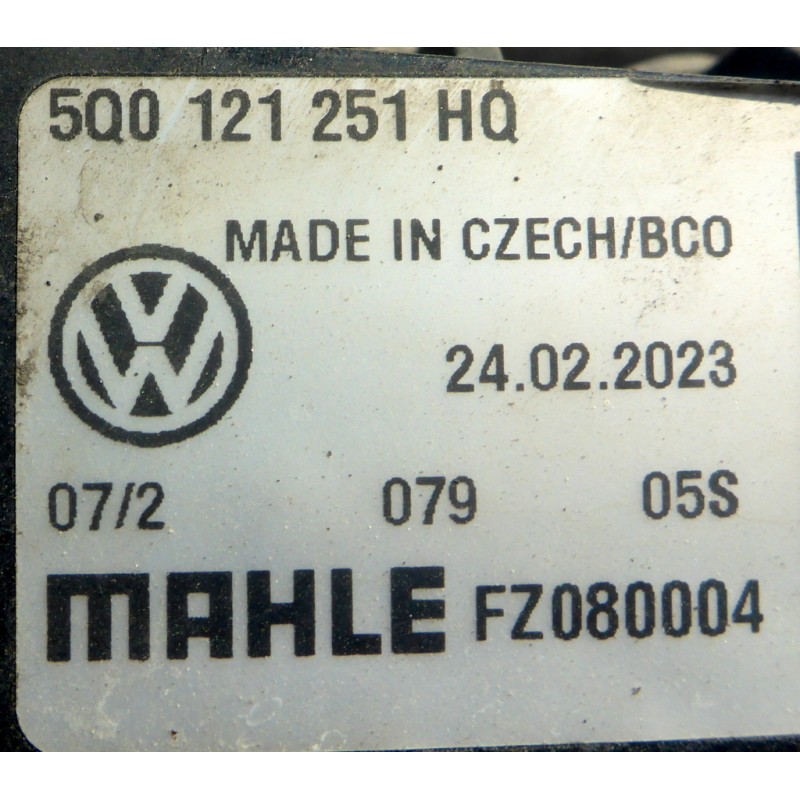 5Q0 121 251 HQ
MADE IN CZECH/BCO
24.02.2023
07/2 079 05S
MAHLE FZ080004